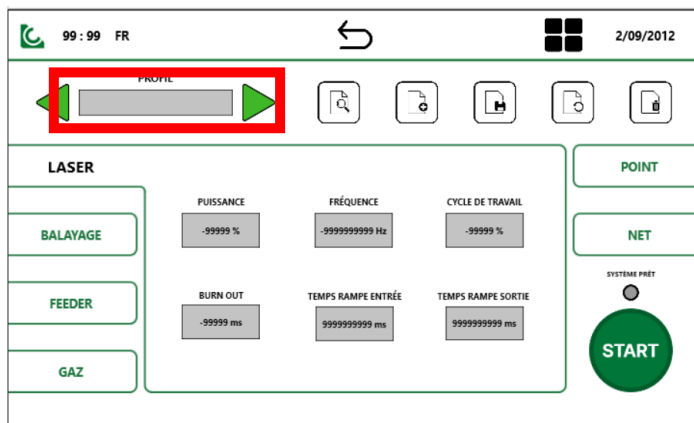 99 : 99 FR
2/09/2012
PROFIL
LASER
BALAYAGE
FEEDER
GAZ
PUISSANCE
-99999 %
FRÉQUENCE
-9999999999 Hz
CYCLE DE TRAVAIL
-99999 %
BURN OUT
-99999 ms
TEMPS RAMPE ENTRÉE
9999999999 ms
TEMPS RAMPE SORTIE
9999999999 ms
POINT
NET
SYSTÈME PRÊT
START